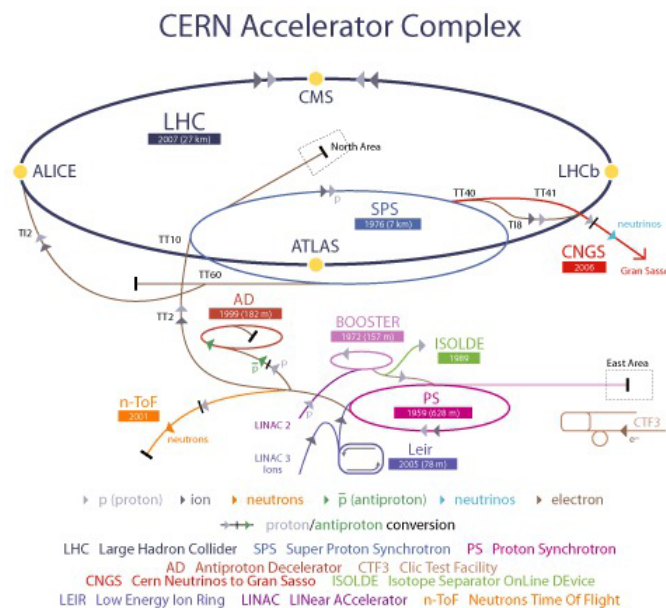 CERN Accelerator Complex
CMS
LHC
2007 (27 km)
North Area
ALICE
LHCb
TT40
TT41
SPS
1976 (7 km)
p
TI2
TI8
TT10
ATLAS
neutrinos
CNGS
2006
Gran Sasso
TT60
AD
1999 (182 m)
TT2
BOOSTER
1972 (157 m)
ISOLDE
1989
p
p̅
East Area
n-ToF
2001
PS
1959 (628 m)
LINAC 2
p
neutrons
CTF3
e-
LINAC 3
Ions
Leir
2005 (78 m)
p (proton) ion neutrons p̅ (antiproton) neutrinos electron
proton/antiproton conversion
LHC Large Hadron Collider SPS Super Proton Synchrotron PS Proton Synchrotron
AD Antiproton Decelerator CTF3 Clic Test Facility
CNGS Cern Neutrinos to Gran Sasso ISOLDE Isotope Separator OnLine DEvice
LEIR Low Energy Ion Ring LINAC LINear ACcelerator n-ToF Neutrons Time Of Flight